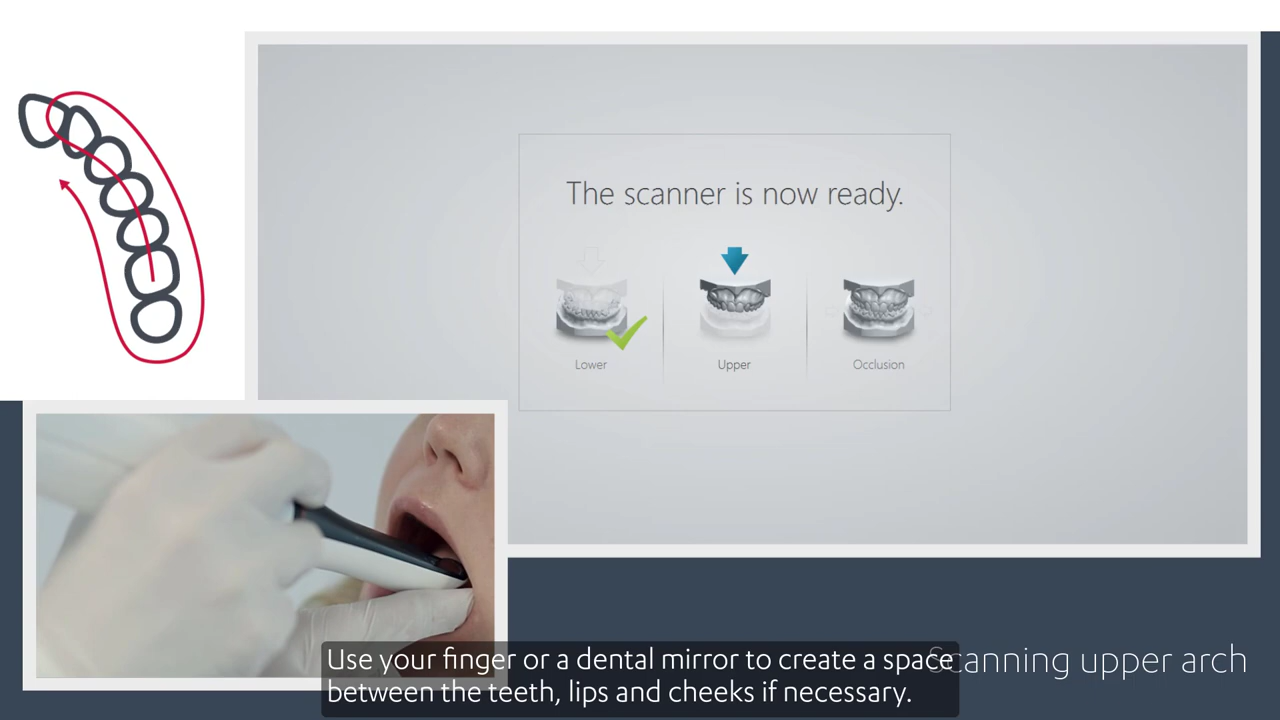 The scanner is now ready.
Lower
Upper
Occlusion
Scanning upper arch
Use your finger or a dental mirror to create a space
between the teeth, lips and cheeks if necessary.